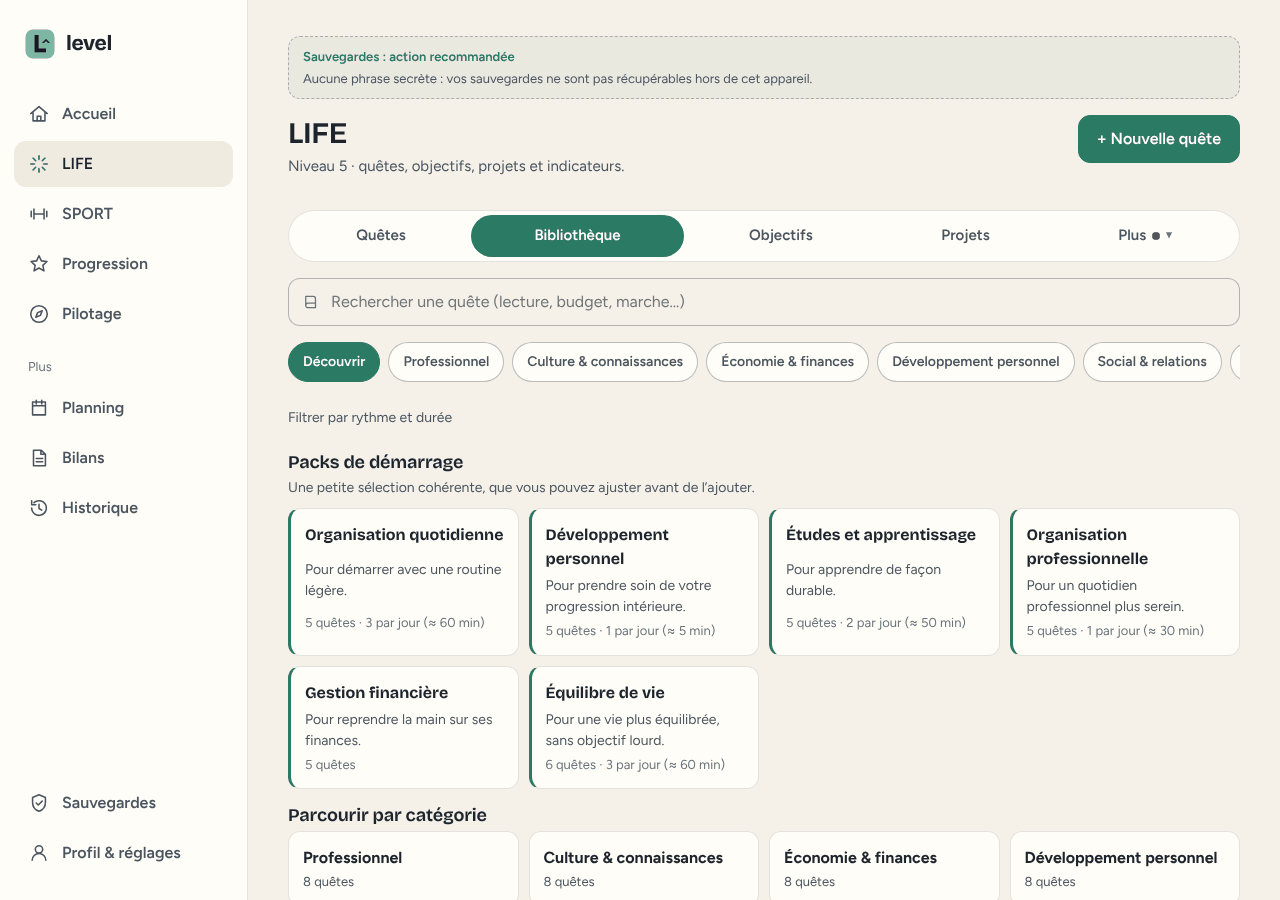 level
Accueil
LIFE
SPORT
Progression
Pilotage
Plus
Planning
Bilans
Historique
Sauvegardes
Profil & réglages
Sauvegardes : action recommandée
Aucune phrase secrète : vos sauvegardes ne sont pas récupérables hors de cet appareil.
LIFE
Niveau 5 · quêtes, objectifs, projets et indicateurs.
+ Nouvelle quête
Quêtes
Bibliothèque
Objectifs
Projets
Plus ● ▾
Rechercher une quête (lecture, budget, marche…)
Découvrir
Professionnel
Culture & connaissances
Économie & finances
Développement personnel
Social & relations
Filtrer par rythme et durée
Packs de démarrage
Une petite sélection cohérente, que vous pouvez ajuster avant de l’ajouter.
Organisation quotidienne
Pour démarrer avec une routine
légère.
5 quêtes · 3 par jour (≈ 60 min)
Développement
personnel
Pour prendre soin de votre
progression intérieure.
5 quêtes · 1 par jour (≈ 5 min)
Études et apprentissage
Pour apprendre de façon
durable.
5 quêtes · 2 par jour (≈ 50 min)
Organisation
professionnelle
Pour un quotidien
professionnel plus serein.
5 quêtes · 1 par jour (≈ 30 min)
Gestion financière
Pour reprendre la main sur ses
finances.
5 quêtes
Équilibre de vie
Pour une vie plus équilibrée,
sans objectif lourd.
6 quêtes · 3 par jour (≈ 60 min)
Parcourir par catégorie
Professionnel
8 quêtes
Culture & connaissances
8 quêtes
Économie & finances
8 quêtes
Développement personnel
8 quêtes